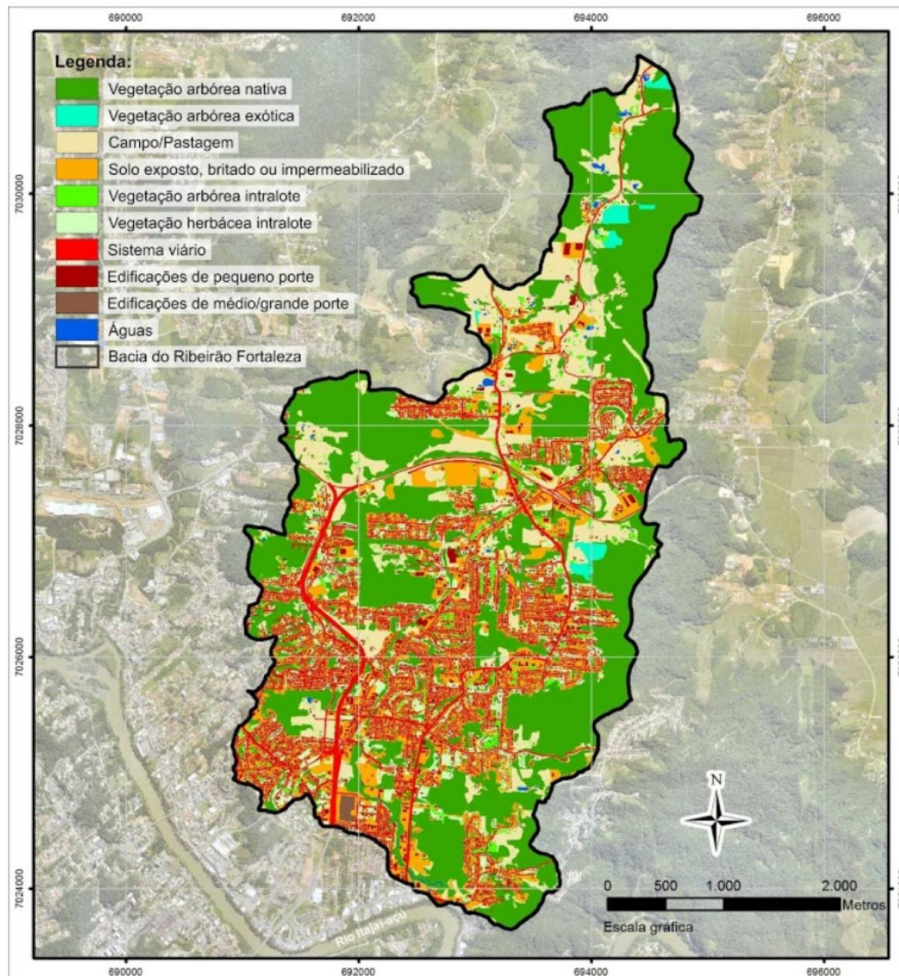 690000 692000 694000 696000
Legenda:
Vegetação arbórea nativa
Vegetação arbórea exótica
Campo/Pastagem
Solo exposto, britado ou impermeabilizado
Vegetação arbórea intralote
Vegetação herbácea intralote
Sistema viário
Edificações de pequeno porte
Edificações de médio/grande porte
Águas
Bacia do Ribeirão Fortaleza
7030000
7028000
7026000
7024000
N
0 500 1.000 2.000
Metros
Escala gráfica
Rio Itajaí-açu
690000 692000 694000 696000